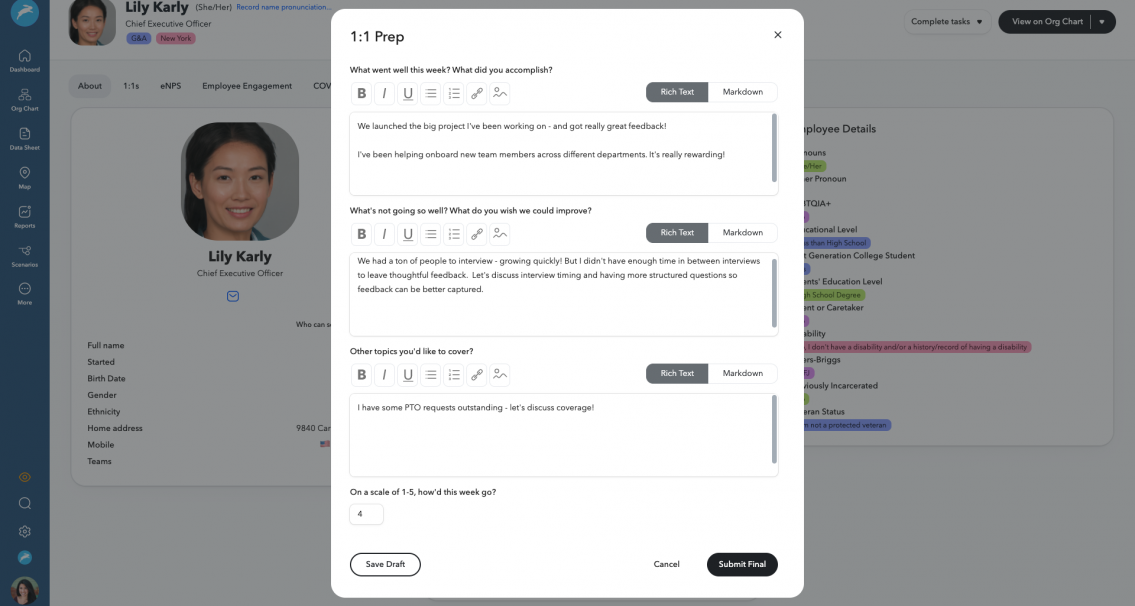 Lily Karly (She/Her) Record name pronunciation...
Chief Executive Officer
G&A New York
Complete tasks
View on Org Chart
Dashboard
Org Chart
Data Sheet
Map
Reports
Scenarios
More
About 1:1s eNPS Employee Engagement COV
Lily Karly
Chief Executive Officer
Who can se
Full name
Started
Birth Date
Gender
Ethnicity
Home address 9840 Car
Mobile
Teams
1:1 Prep
What went well this week? What did you accomplish?
B I U Rich Text Markdown
We launched the big project I've been working on - and got really great feedback!
I've been helping onboard new team members across different departments. It's really rewarding!
What's not going so well? What do you wish we could improve?
B I U Rich Text Markdown
We had a ton of people to interview - growing quickly! But I didn't have enough time in between interviews
to leave thoughtful feedback. Let's discuss interview timing and having more structured questions so
feedback can be better captured.
Other topics you'd like to cover?
B I U Rich Text Markdown
I have some PTO requests outstanding - let's discuss coverage!
On a scale of 1-5, how'd this week go?
4
Save Draft Cancel Submit Final
ployee Details
nouns
e/Her
er Pronoun
BTQIA+
cational Level
s than High School
t Generation College Student
ents' Education Level
gh School Degree
ent or Caretaker
ability
, I don't have a disability and/or a history/record of having a disability
ers-Briggs
viously Incarcerated
eran Status
m not a protected veteran